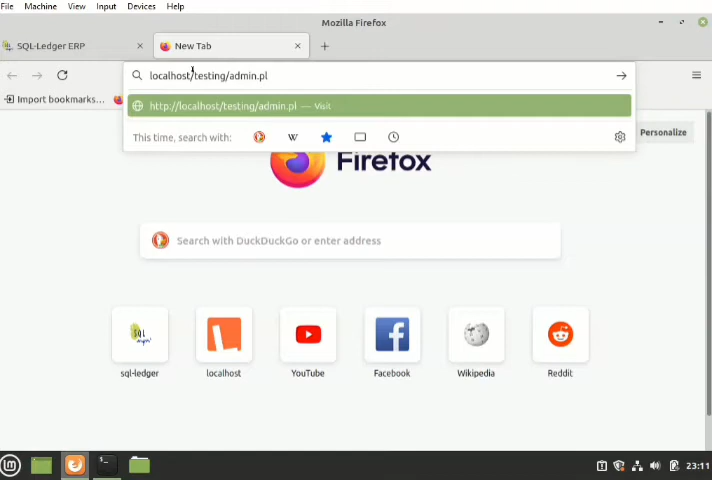 File Machine View Input Devices Help
Mozilla Firefox
SQL-Ledger ERP
New Tab
localhost/testing/admin.pl
Import bookmarks...
http://localhost/testing/admin.pl — Visit
This time, search with:
W
Personalize
Firefox
Search with DuckDuckGo or enter address
SQL
sql-ledger
localhost
YouTube
Facebook
Wikipedia
Reddit
23:11